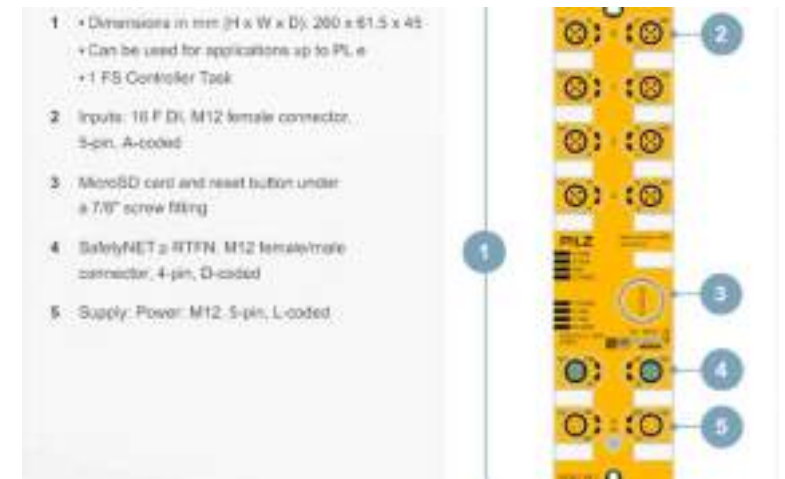 1 • Dimensions in mm (H x W x D): 260 x 61.5 x 45
• Can be used for applications up to PL e
• 1 FS Controller Task
2 Inputs: 16 F DI, M12 female connector,
5-pin, A-coded
3 MicroSD card and reset button under
a 7/8" screw fitting
4 SafetyNET p RTFN, M12 female/male
connector, 4-pin, D-coded
5 Supply: Power: M12, 5-pin, L-coded
2
PILZ
1
3
4
5